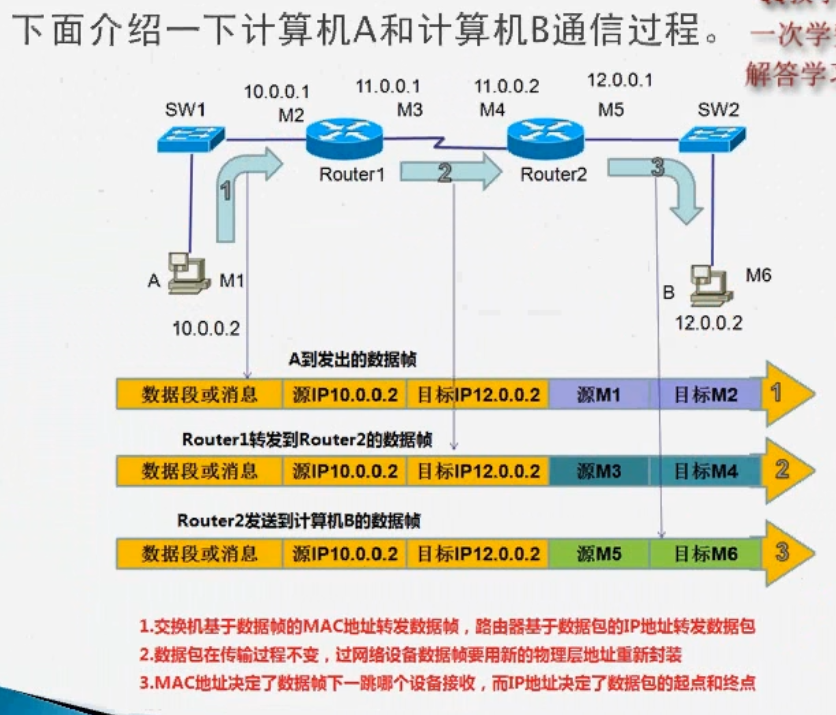 下面介绍一下计算机A和计算机B通信过程。
一次学
解答学习
10.0.0.1
11.0.0.1
11.0.0.2
12.0.0.1
SW1
M2
M3
M4
M5
SW2
Router1
2
Router2
3
1
A
M1
B
M6
10.0.0.2
12.0.0.2
A到发出的数据帧
数据段或消息 源IP10.0.0.2 目标IP12.0.0.2 源M1 目标M2 1
Router1转发到Router2的数据帧
数据段或消息 源IP10.0.0.2 目标IP12.0.0.2 源M3 目标M4 2
Router2发送到计算机B的数据帧
数据段或消息 源IP10.0.0.2 目标IP12.0.0.2 源M5 目标M6 3
1.交换机基于数据帧的MAC地址转发数据帧，路由器基于数据包的IP地址转发数据包
2.数据包在传输过程不变，过网络设备数据帧要用新的物理层地址重新封装
3.MAC地址决定了数据帧下一跳哪个设备接收，而IP地址决定了数据包的起点和终点